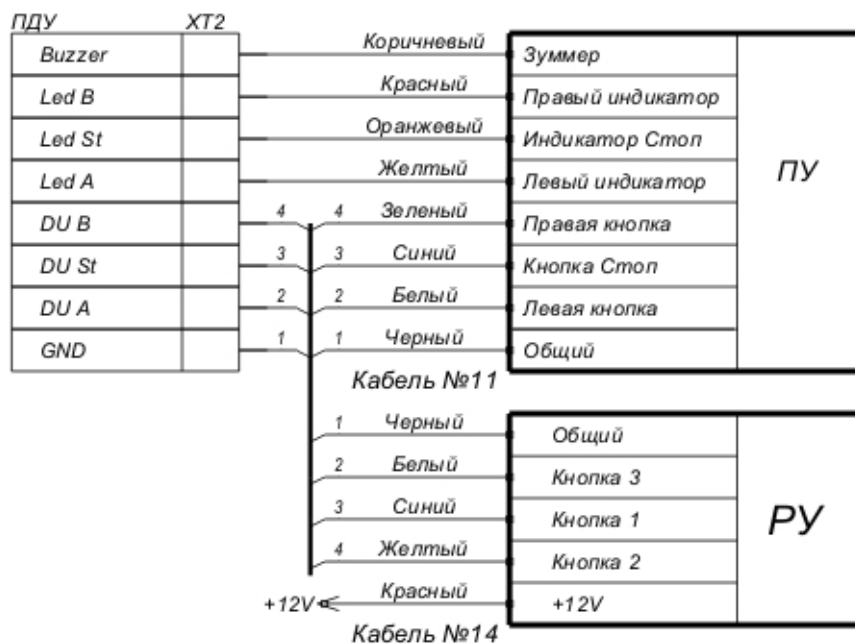 ПДУ XT2
Коричневый
Buzzer Зуммер
Красный
Led B Правый индикатор
Оранжевый
Led St Индикатор Стоп
Желтый
Led A Левый индикатор
ПУ
4 4 Зеленый
DU B Правая кнопка
3 3 Синий
DU St Кнопка Стоп
2 2 Белый
DU A Левая кнопка
1 1 Черный
GND Общий
Кабель №11
1 Черный
Общий
2 Белый
Кнопка 3
3 Синий
Кнопка 1
РУ
4 Желтый
Кнопка 2
Красный
+12V +12V
Кабель №14